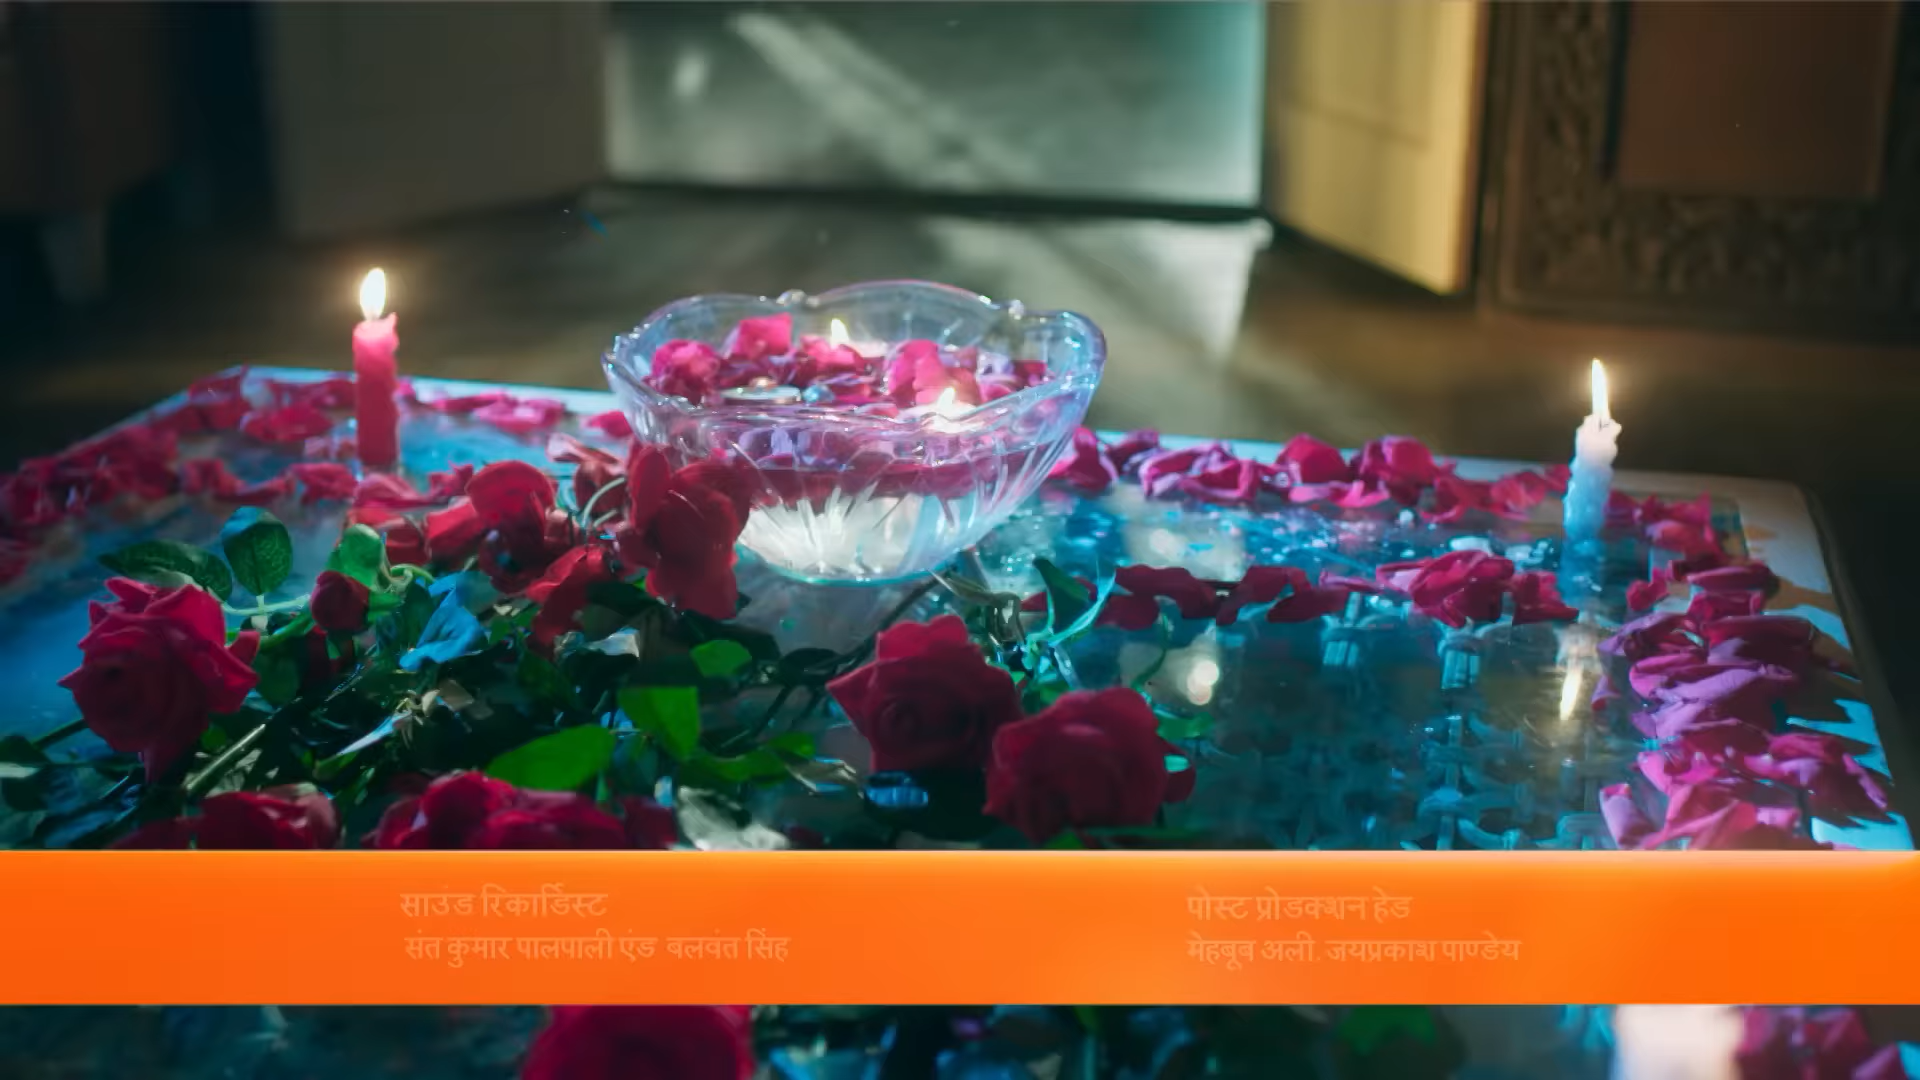 साउंड रिकार्डिस्ट
संत कुमार पालपाली एंड बलवंत सिंह
पोस्ट प्रोडक्शन हेड
मेहबूब अली. जयप्रकाश पाण्डेय